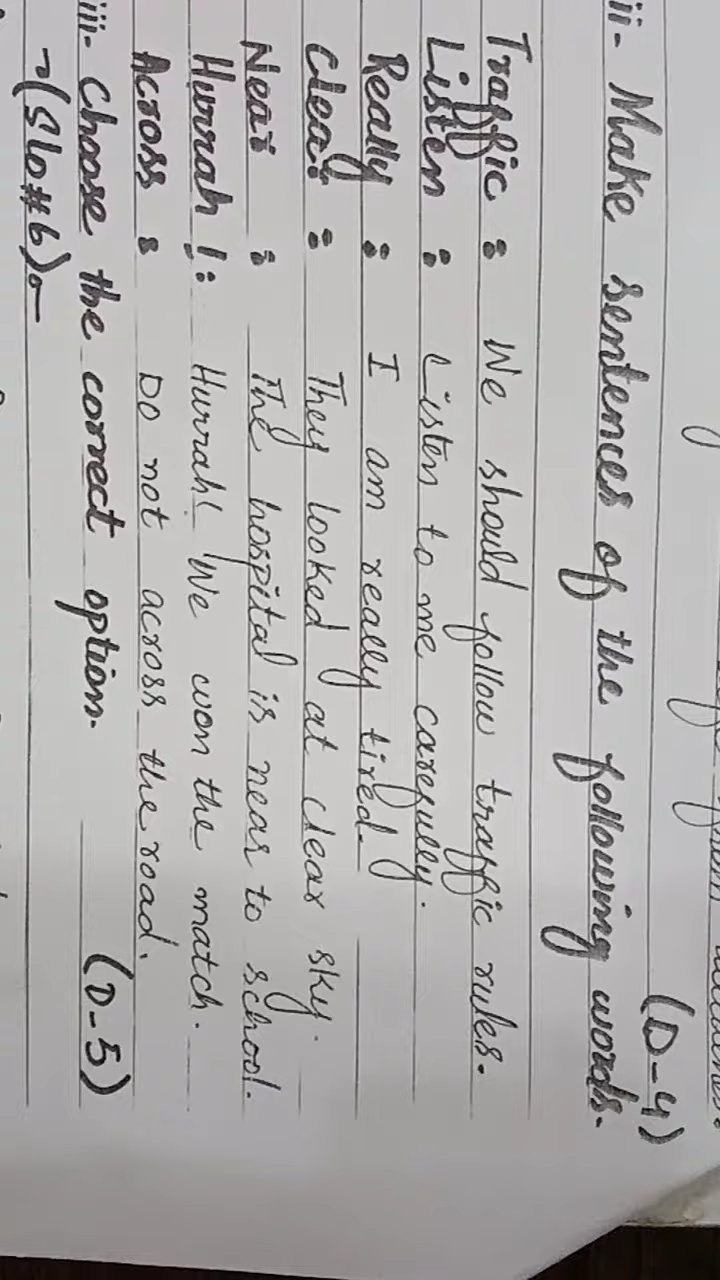 (D-4)
ii- Make sentences of the following words.
Traffic : We should follow traffic rules.
Listen : Listen to me carefully.
Really : I am really tired.
Clear : They looked at clear sky.
Near : The hospital is near to school.
Hurrah ! : Hurrah! We won the match.
Across : Do not across the road.
iii- Choose the correct option. (D-5)
(Slo#6)